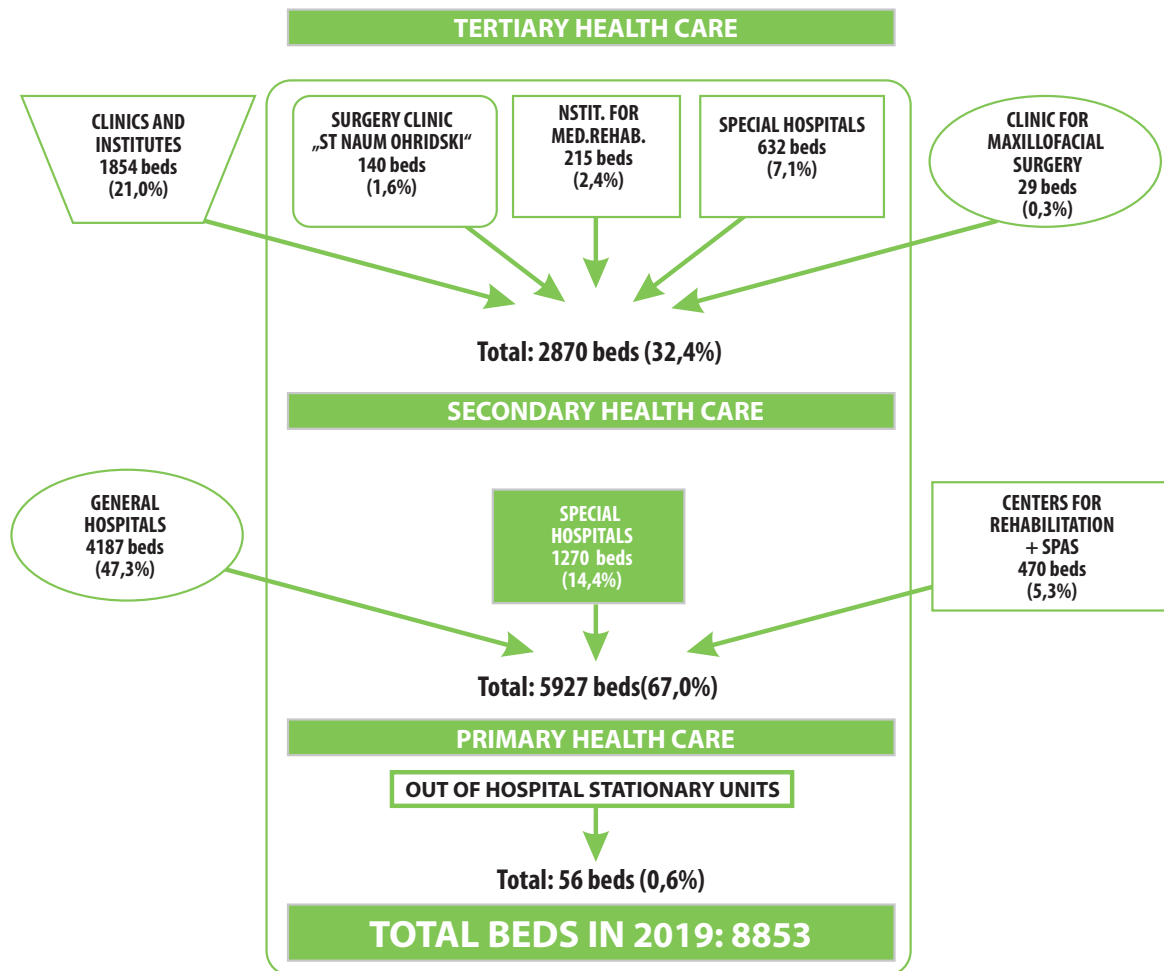 TERTIARY HEALTH CARE
CLINICS AND
INSTITUTES
1854 beds
(21,0%)
SURGERY CLINIC
„ST NAUM OHRIDSKI“
140 beds
(1,6%)
NSTIT. FOR
MED.REHAB.
215 beds
(2,4%)
SPECIAL HOSPITALS
632 beds
(7,1%)
CLINIC FOR
MAXILLOFACIAL
SURGERY
29 beds
(0,3%)
Total: 2870 beds (32,4%)
SECONDARY HEALTH CARE
GENERAL
HOSPITALS
4187 beds
(47,3%)
SPECIAL
HOSPITALS
1270 beds
(14,4%)
CENTERS FOR
REHABILITATION
+ SPAS
470 beds
(5,3%)
Total: 5927 beds(67,0%)
PRIMARY HEALTH CARE
OUT OF HOSPITAL STATIONARY UNITS
Total: 56 beds (0,6%)
TOTAL BEDS IN 2019: 8853